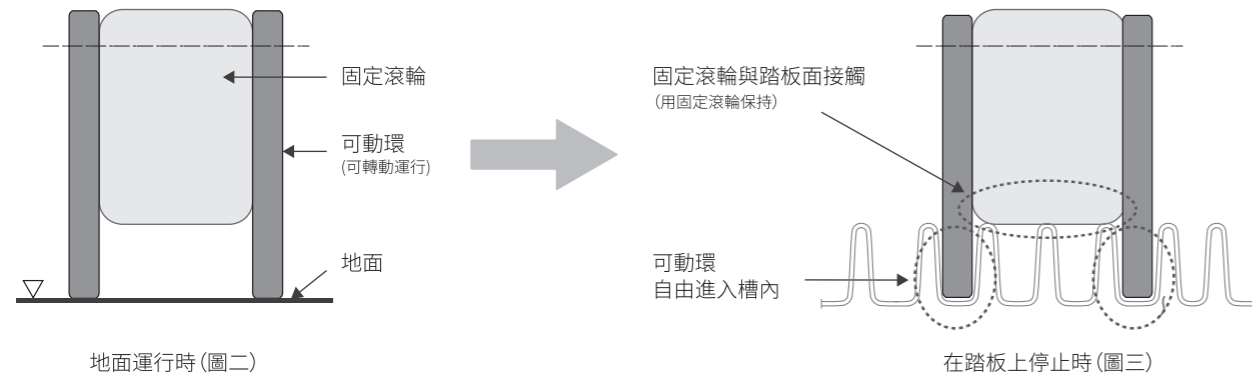 固定滾輪
可動環
(可轉動運行)
地面
地面運行時(圖二)
固定滾輪與踏板面接觸
(用固定滾輪保持)
可動環
自由進入槽內
在踏板上停止時(圖三)